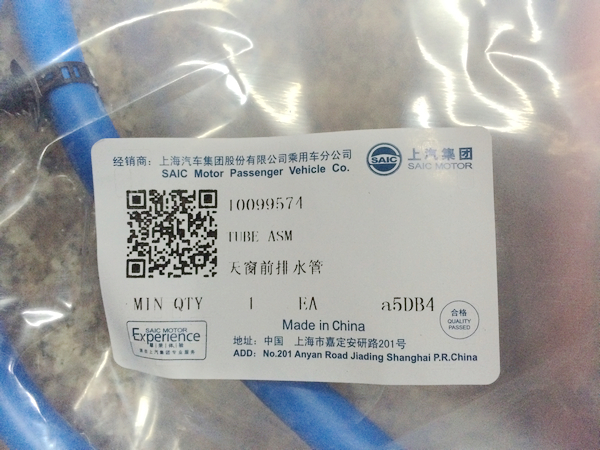 经销商：上海汽车集团股份有限公司乘用车分公司
SAIC Motor Passenger Vehicle Co.
SAIC
上汽集团
SAIC MOTOR
10099574
TUBE ASM
天窗前排水管
MIN QTY 1 EA a5DB4
合格
QUALITY
PASSED
SAIC MOTOR
Experience
Made in China
地址：中国 上海市嘉定安研路201号
ADD: No.201 Anyan Road Jiading Shanghai P.R.China